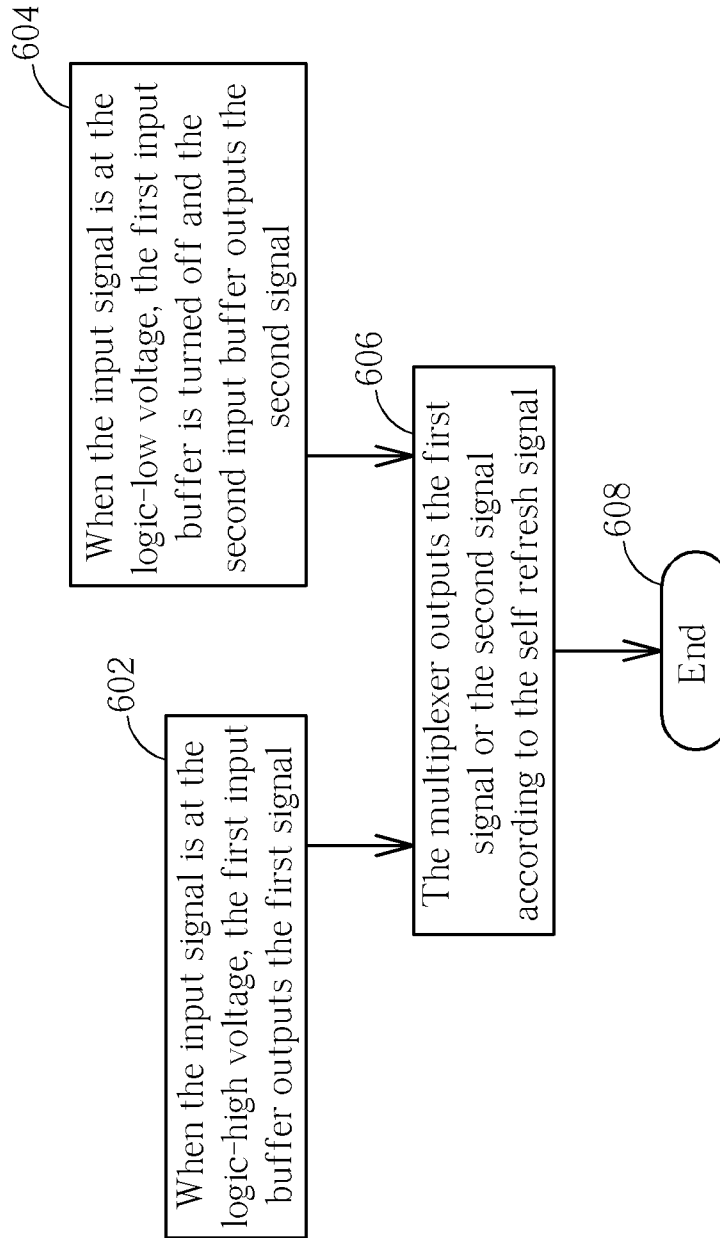 602
When the input signal is at the
logic-high voltage, the first input
buffer outputs the first signal
604
When the input signal is at the
logic-low voltage, the first input
buffer is turned off and the
second input buffer outputs the
second signal
606
The multiplexer outputs the first
signal or the second signal
according to the self refresh signal
608
End